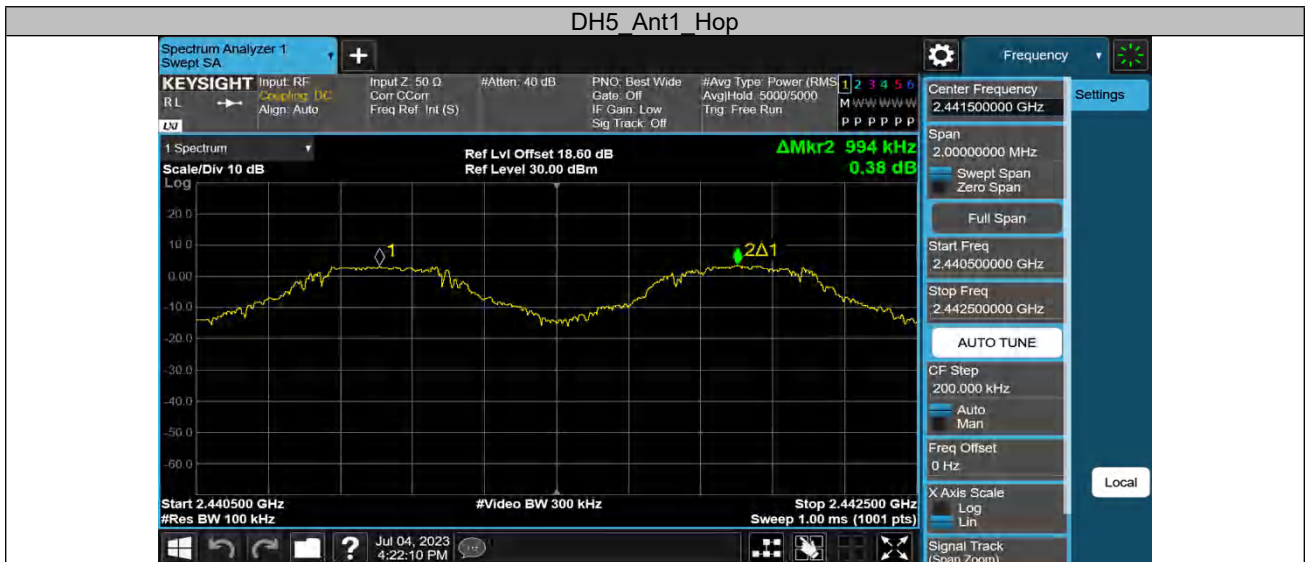 DH5_Ant1_Hop
Spectrum Analyzer 1
Swept SA
+
Frequency
KEYSIGHT
RL
LXI
Input: RF
Coupling: DC
Align: Auto
Input Z: 50 Ω
Corr CCorr
Freq Ref: Int (S)
#Atten: 40 dB
PNO: Best Wide
Gate: Off
IF Gain: Low
Sig Track: Off
#Avg Type: Power (RMS
Avg|Hold: 5000/5000
Trig: Free Run
1 2 3 4 5 6
M W W W W W
P P P P P P
1 Spectrum
Scale/Div 10 dB
Log
Ref Lvl Offset 18.60 dB
Ref Level 30.00 dBm
ΔMkr2 994 kHz
0.38 dB
20.0
10.0
0.00
-10.0
-20.0
-30.0
-40.0
-50.0
-60.0
1
2Δ1
Start 2.440500 GHz
#Res BW 100 kHz
#Video BW 300 kHz
Stop 2.442500 GHz
Sweep 1.00 ms (1001 pts)
?
Jul 04, 2023
4:22:10 PM
Center Frequency
2.441500000 GHz
Settings
Span
2.00000000 MHz
Swept Span
Zero Span
Full Span
Start Freq
2.440500000 GHz
Stop Freq
2.442500000 GHz
AUTO TUNE
CF Step
200.000 kHz
Auto
Man
Freq Offset
0 Hz
X Axis Scale
Log
Lin
Local
Signal Track
(Span Zoom)